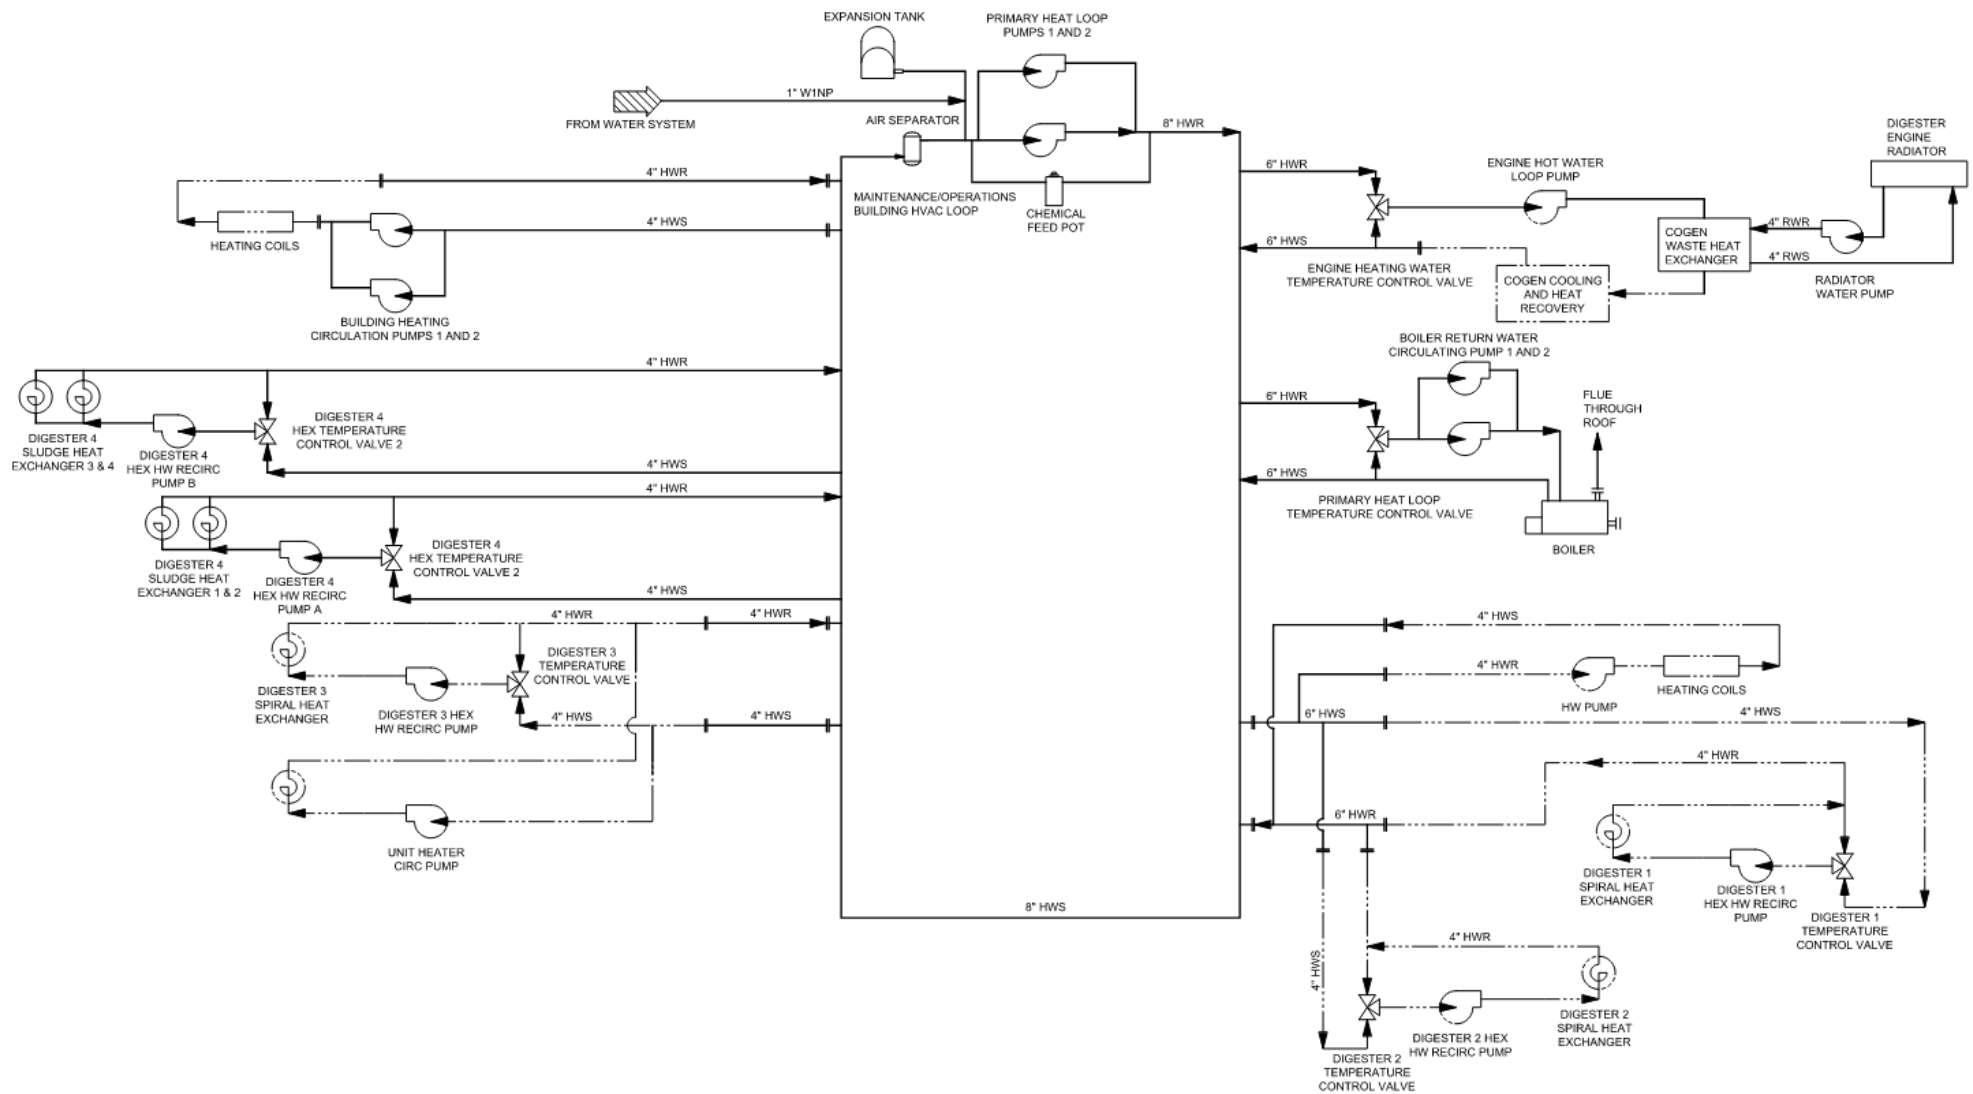 EXPANSION TANK
PRIMARY HEAT LOOP
PUMPS 1 AND 2
1" W1NP
FROM WATER SYSTEM
AIR SEPARATOR
8" HWR
MAINTENANCE/OPERATIONS
BUILDING HVAC LOOP
CHEMICAL
FEED POT
4" HWR
4" HWS
HEATING COILS
BUILDING HEATING
CIRCULATION PUMPS 1 AND 2
4" HWR
DIGESTER 4
HEX TEMPERATURE
CONTROL VALVE 2
DIGESTER 4
SLUDGE HEAT
EXCHANGER 3 & 4
DIGESTER 4
HEX HW RECIRC
PUMP B
4" HWS
4" HWR
DIGESTER 4
HEX TEMPERATURE
CONTROL VALVE 2
DIGESTER 4
SLUDGE HEAT
EXCHANGER 1 & 2
DIGESTER 4
HEX HW RECIRC
PUMP A
4" HWS
4" HWR
4" HWR
DIGESTER 3
TEMPERATURE
CONTROL VALVE
DIGESTER 3
SPIRAL HEAT
EXCHANGER
DIGESTER 3 HEX
HW RECIRC PUMP
4" HWS
4" HWS
UNIT HEATER
CIRC PUMP
8" HWS
6" HWR
ENGINE HOT WATER
LOOP PUMP
DIGESTER
ENGINE
RADIATOR
COGEN
WASTE HEAT
EXCHANGER
4" RWR
4" RWS
RADIATOR
WATER PUMP
6" HWS
ENGINE HEATING WATER
TEMPERATURE CONTROL VALVE
COGEN COOLING
AND HEAT
RECOVERY
BOILER RETURN WATER
CIRCULATING PUMP 1 AND 2
6" HWR
FLUE
THROUGH
ROOF
6" HWS
PRIMARY HEAT LOOP
TEMPERATURE CONTROL VALVE
BOILER
4" HWS
4" HWR
HW PUMP
HEATING COILS
6" HWS
4" HWS
4" HWR
6" HWR
DIGESTER 1
SPIRAL HEAT
EXCHANGER
DIGESTER 1
HEX HW RECIRC
PUMP
DIGESTER 1
TEMPERATURE
CONTROL VALVE
4" HWR
4" HWS
DIGESTER 2
SPIRAL HEAT
EXCHANGER
DIGESTER 2 HEX
HW RECIRC PUMP
DIGESTER 2
TEMPERATURE
CONTROL VALVE